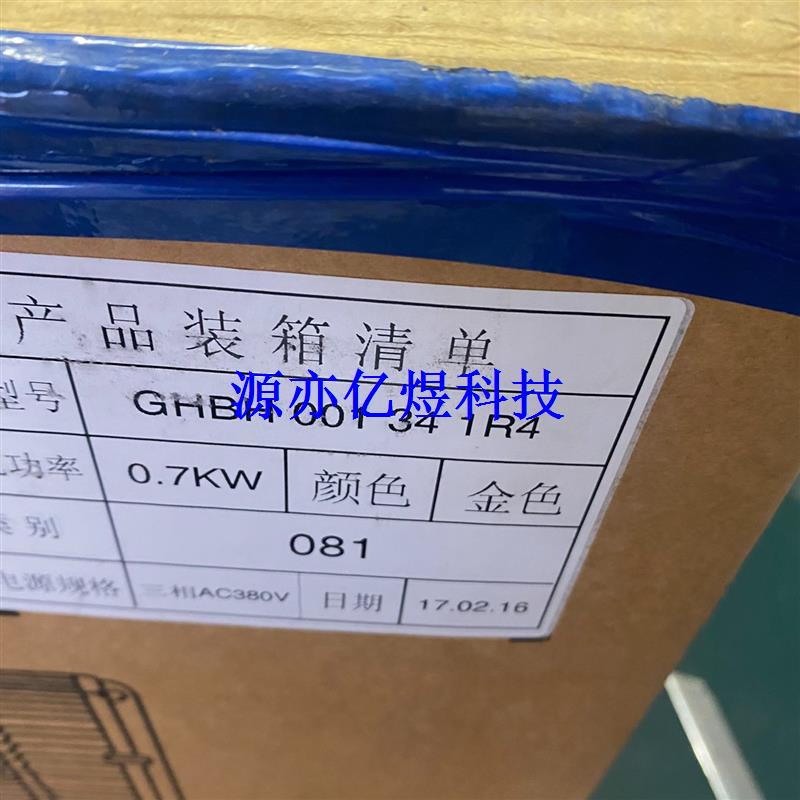 产品装箱清单
型号 GHBH 001 34 1R4
功率 0.7KW 颜色 金色
类别 081
电源规格 三相AC380V 日期 17.02.16
源亦亿煜科技